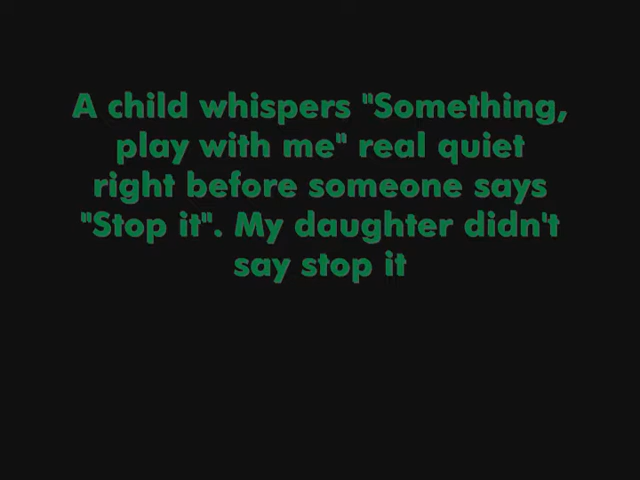 A child whispers "Something,
play with me" real quiet
right before someone says
"Stop it". My daughter didn't
say stop it